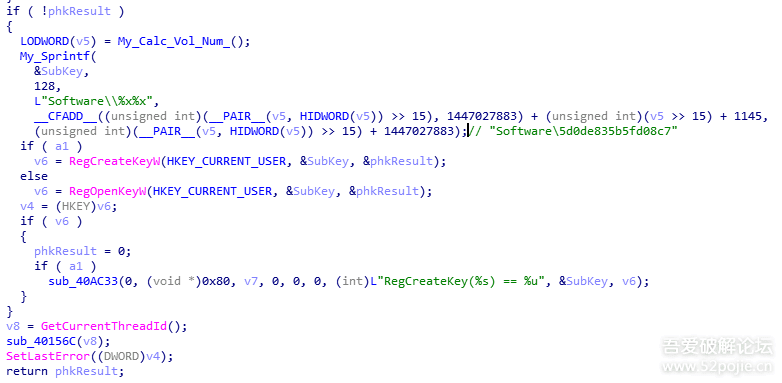 if ( !phkResult )
{
  LODWORD(v5) = My_Calc_Vol_Num_();
  My_Sprintf(
    &SubKey,
    128,
    L"Software\\%x%x",
    __CFADD__((unsigned int)(__PAIR__(v5, HIDWORD(v5)) >> 15), 1447027883) + (unsigned int)(v5 >> 15) + 1145,
    (unsigned int)(__PAIR__(v5, HIDWORD(v5)) >> 15) + 1447027883);// "Software\5d0de835b5fd08c7"
  if ( a1 )
    v6 = RegCreateKeyW(HKEY_CURRENT_USER, &SubKey, &phkResult);
  else
    v6 = RegOpenKeyW(HKEY_CURRENT_USER, &SubKey, &phkResult);
  v4 = (HKEY)v6;
  if ( v6 )
  {
    phkResult = 0;
    if ( a1 )
      sub_40AC33(0, (void *)0x80, v7, 0, 0, 0, (int)L"RegCreateKey(%s) == %u", &SubKey, v6);
  }
}
v8 = GetCurrentThreadId();
sub_40156C(v8);
SetLastError((DWORD)v4);
return phkResult;
吾爱破解论坛
www.52pojie.cn